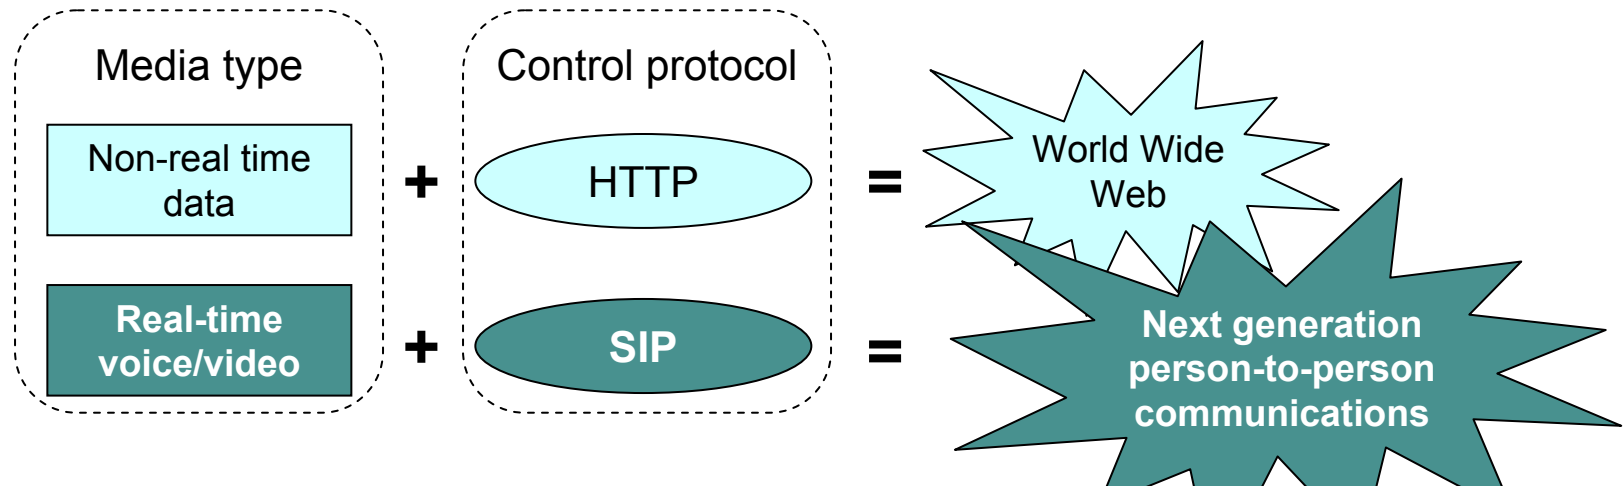 Media type
Control protocol
Non-real time
data
+
HTTP
=
World Wide
Web
Real-time
voice/video
+
SIP
=
Next generation
person-to-person
communications